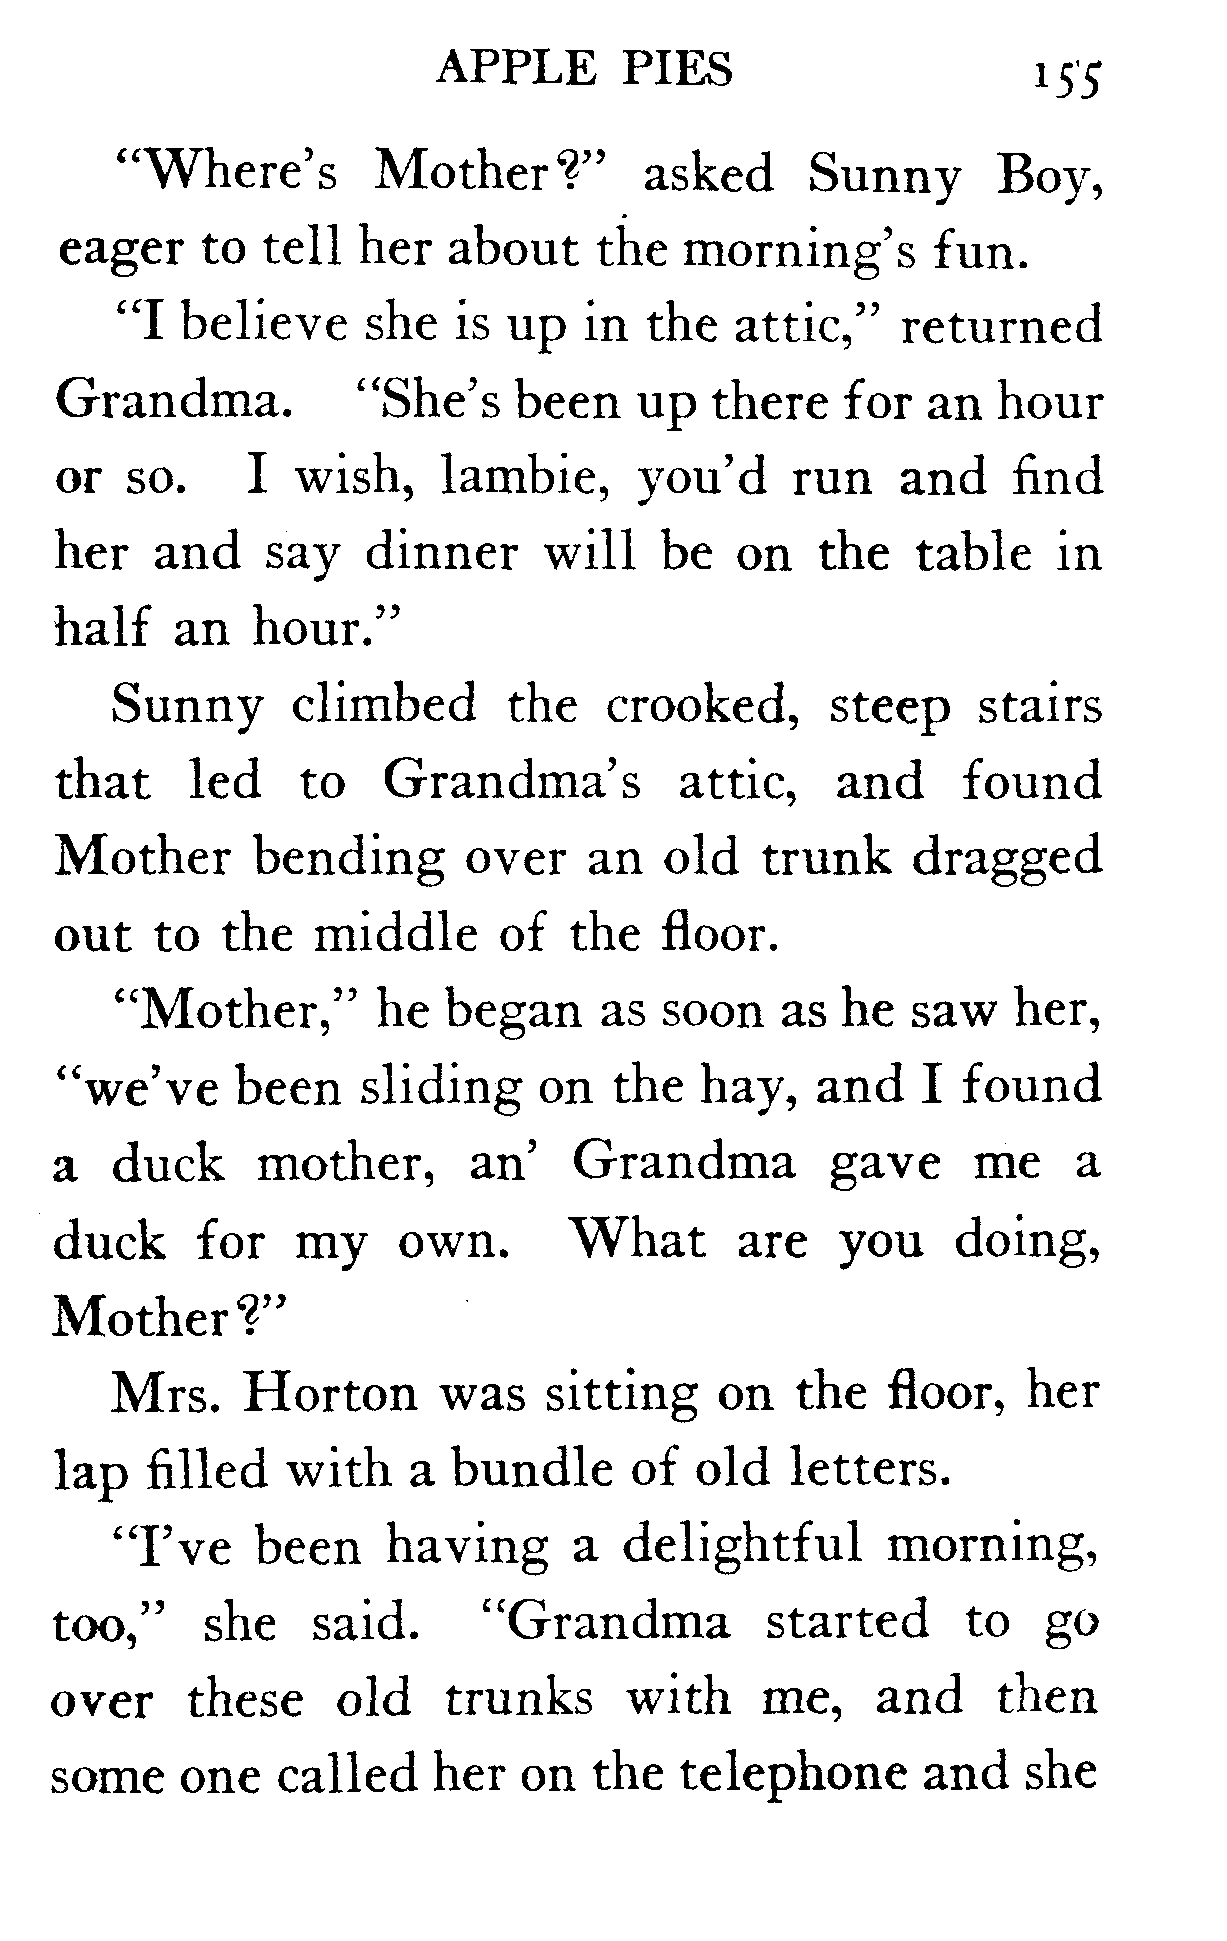 APPLE PIES 155
“Where’s Mother?” asked Sunny Boy,
eager to tell her about the morning’s fun.
“I believe she is up in the attic,” returned
Grandma. “She’s been up there for an hour
or so. I wish, lambie, you’d run and find
her and say dinner will be on the table in
half an hour.”
Sunny climbed the crooked, steep stairs
that led to Grandma’s attic, and found
Mother bending over an old trunk dragged
out to the middle of the floor.
“Mother,” he began as soon as he saw her,
“we’ve been sliding on the hay, and I found
a duck mother, an’ Grandma gave me a
duck for my own. What are you doing,
Mother?”
Mrs. Horton was sitting on the floor, her
lap filled with a bundle of old letters.
“I’ve been having a delightful morning,
too,” she said. “Grandma started to go
over these old trunks with me, and then
some one called her on the telephone and she